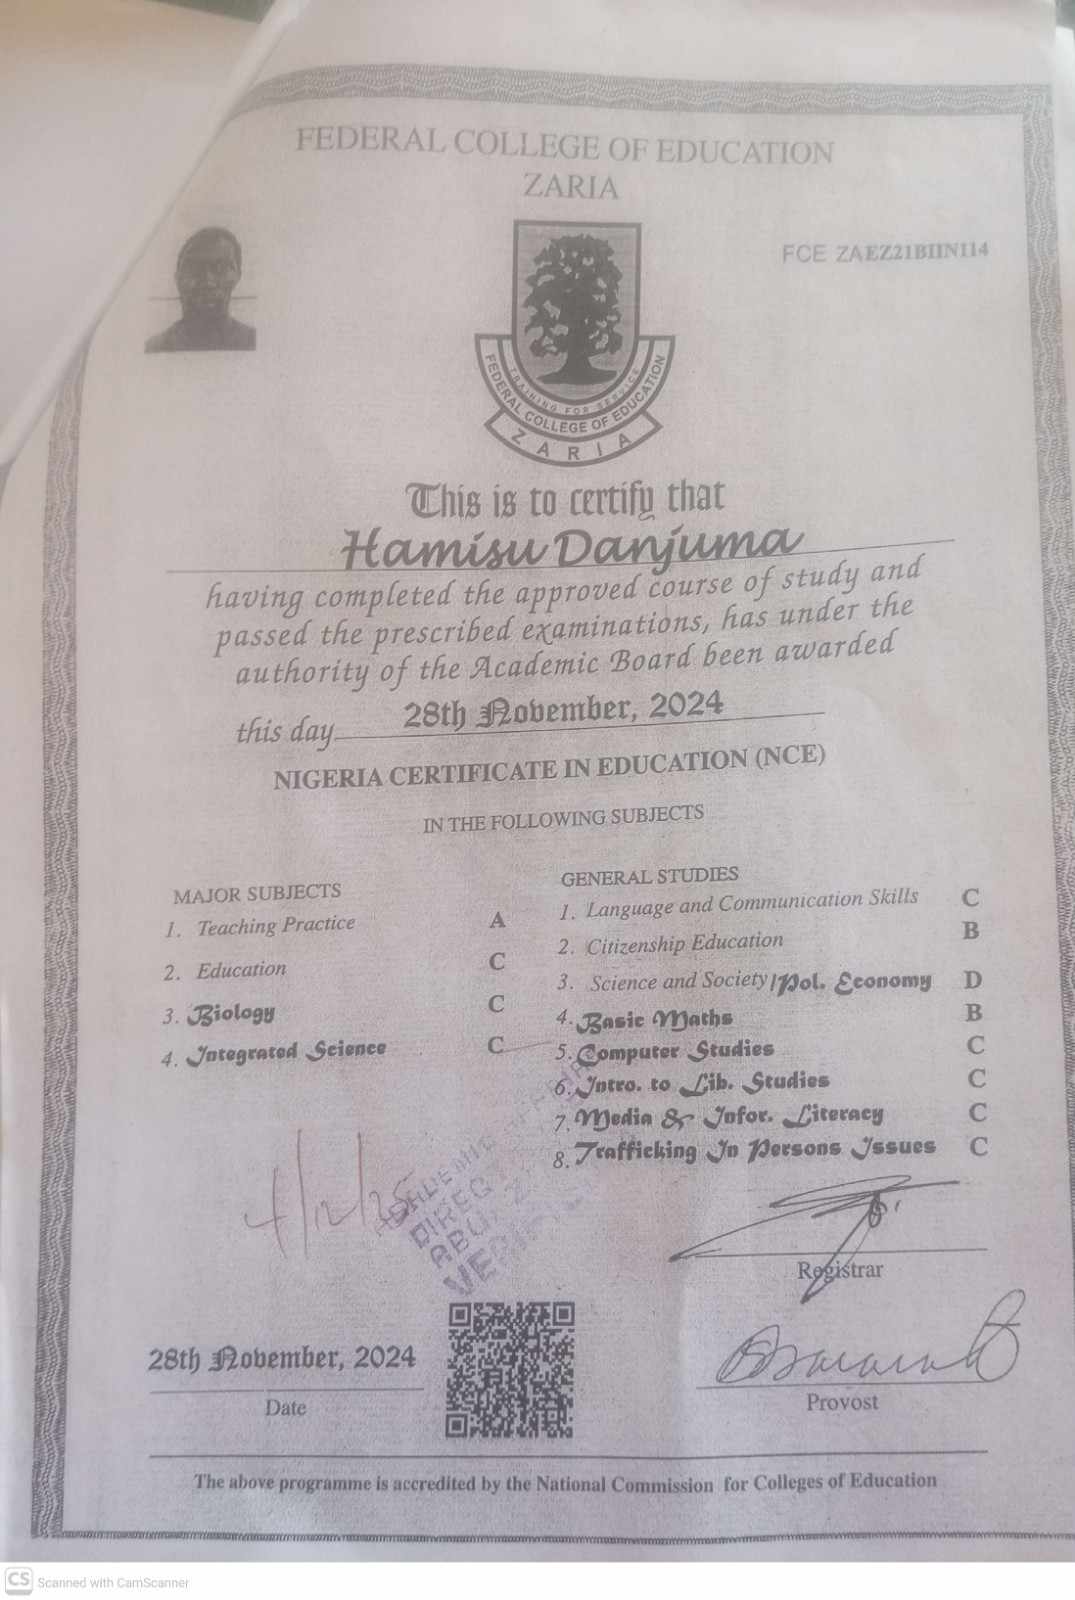 FEDERAL COLLEGE OF EDUCATION
ZARIA
FCE ZAEZ21BIIN114
TRAINING FOR SERVICE
FEDERAL COLLEGE OF EDUCATION
ZARIA
This is to certify that
Hamisu Danjuma
having completed the approved course of study and
passed the prescribed examinations, has under the
authority of the Academic Board been awarded
this day 28th November, 2024
NIGERIA CERTIFICATE IN EDUCATION (NCE)
IN THE FOLLOWING SUBJECTS
MAJOR SUBJECTS
1. Teaching Practice A
2. Education C
3. Biology C
4. Integrated Science C
GENERAL STUDIES
1. Language and Communication Skills C
2. Citizenship Education B
3. Science and Society/Pol. Economy D
4. Basic Maths B
5. Computer Studies C
6. Intro. to Lib. Studies C
7. Media & Infor. Literacy C
8. Trafficking In Persons Issues C
4/12/25
Registrar
28th November, 2024
Date
Provost
The above programme is accredited by the National Commission for Colleges of Education
CS Scanned with CamScanner